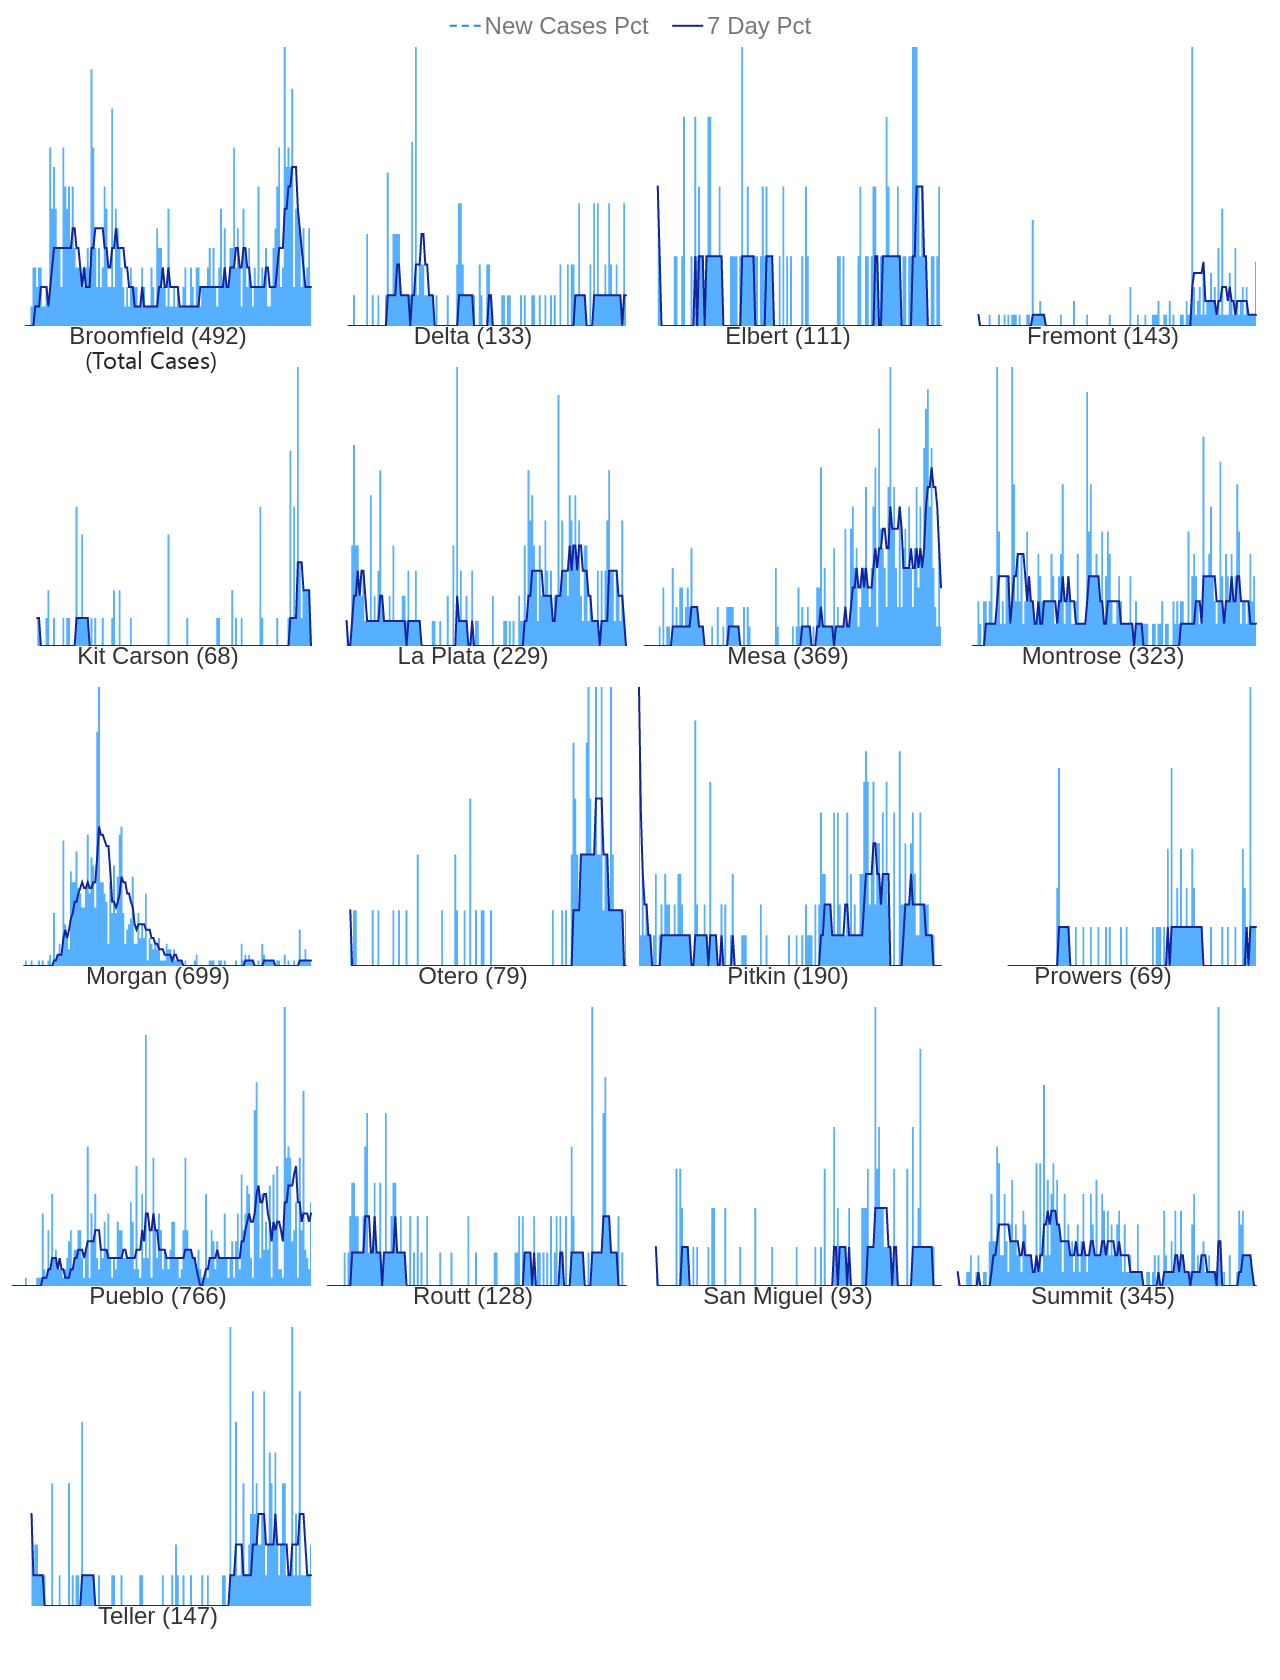 New Cases Pct 7 Day Pct
Broomfield (492) Delta (133) Elbert (111) Fremont (143)
(Total Cases)
Kit Carson (68) La Plata (229) Mesa (369) Montrose (323)
Morgan (699) Otero (79) Pitkin (190) Prowers (69)
Pueblo (766) Routt (128) San Miguel (93) Summit (345)
Teller (147)